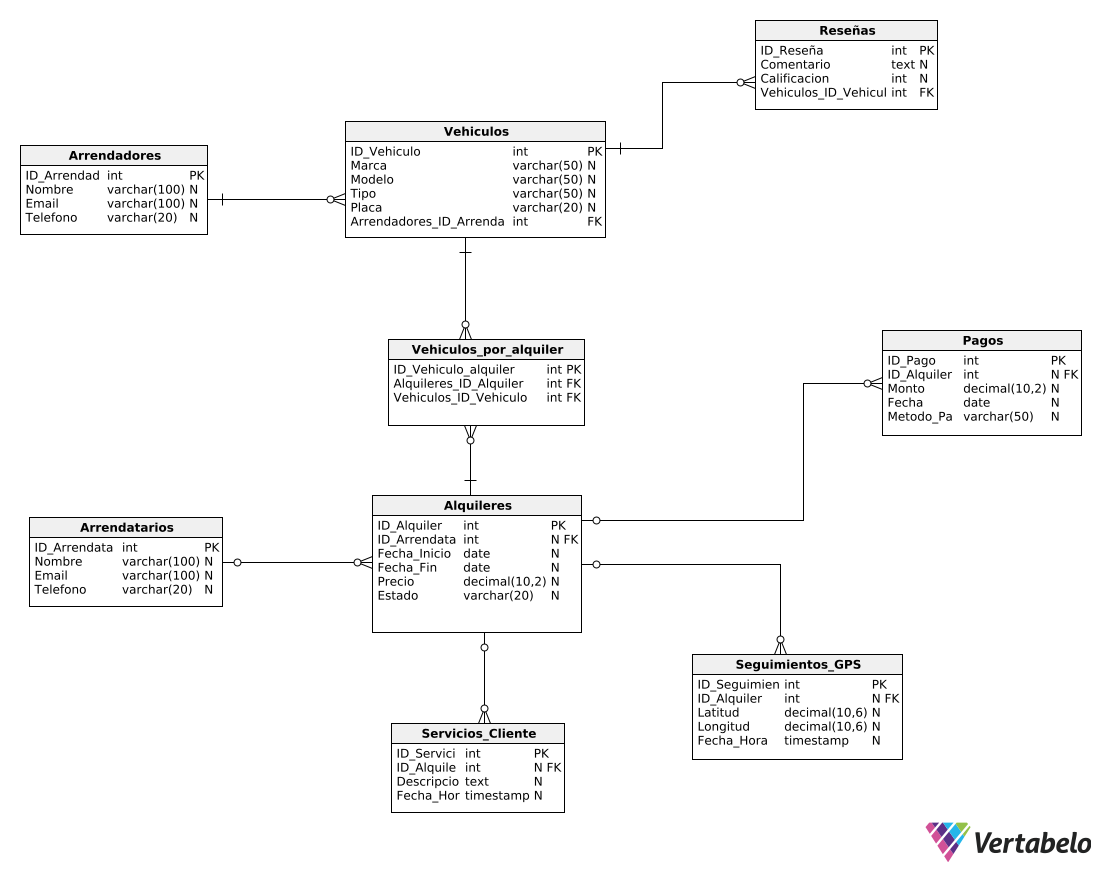 Reseñas
ID_Reseña int PK
Comentario text N
Calificacion int N
Vehiculos_ID_Vehicul int FK
Vehiculos
ID_Vehiculo int PK
Marca varchar(50) N
Modelo varchar(50) N
Tipo varchar(50) N
Placa varchar(20) N
Arrendadores_ID_Arrenda int FK
Arrendadores
ID_Arrendad int PK
Nombre varchar(100) N
Email varchar(100) N
Telefono varchar(20) N
Vehiculos_por_alquiler
ID_Vehiculo_alquiler int PK
Alquileres_ID_Alquiler int FK
Vehiculos_ID_Vehiculo int FK
Pagos
ID_Pago int PK
ID_Alquiler int N FK
Monto decimal(10,2) N
Fecha date N
Metodo_Pa varchar(50) N
Alquileres
ID_Alquiler int PK
ID_Arrendata int N FK
Fecha_Inicio date N
Fecha_Fin date N
Precio decimal(10,2) N
Estado varchar(20) N
Arrendatarios
ID_Arrendata int PK
Nombre varchar(100) N
Email varchar(100) N
Telefono varchar(20) N
Seguimientos_GPS
ID_Seguimien int PK
ID_Alquiler int N FK
Latitud decimal(10,6) N
Longitud decimal(10,6) N
Fecha_Hora timestamp N
Servicios_Cliente
ID_Servici int PK
ID_Alquile int N FK
Descripcio text N
Fecha_Hor timestamp N
Vertabelo